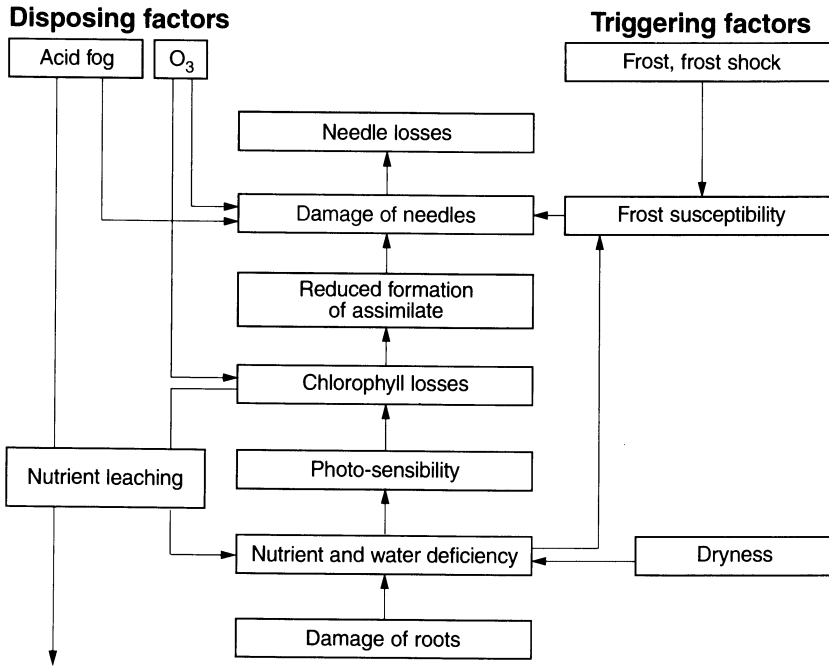 Disposing factors
Triggering factors
Acid fog
O₃
Frost, frost shock
Needle losses
Damage of needles
Frost susceptibility
Reduced formation
of assimilate
Chlorophyll losses
Photo-sensibility
Nutrient leaching
Nutrient and water deficiency
Dryness
Damage of roots